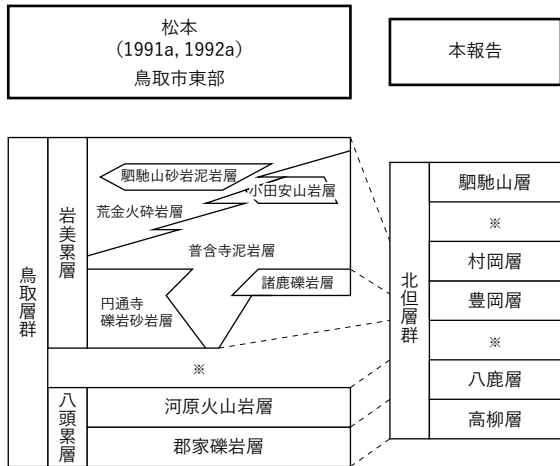 松本
(1991a, 1992a)
鳥取市東部
本報告
鳥取層群
岩美累層
駟馳山砂岩泥岩層
小田安山岩層
荒金火砕岩層
普含寺泥岩層
諸鹿礫岩層
円通寺
礫岩砂岩層
※
八頭累層
河原火山岩層
郡家礫岩層
北但層群
駟馳山層
※
村岡層
豊岡層
※
八鹿層
高柳層